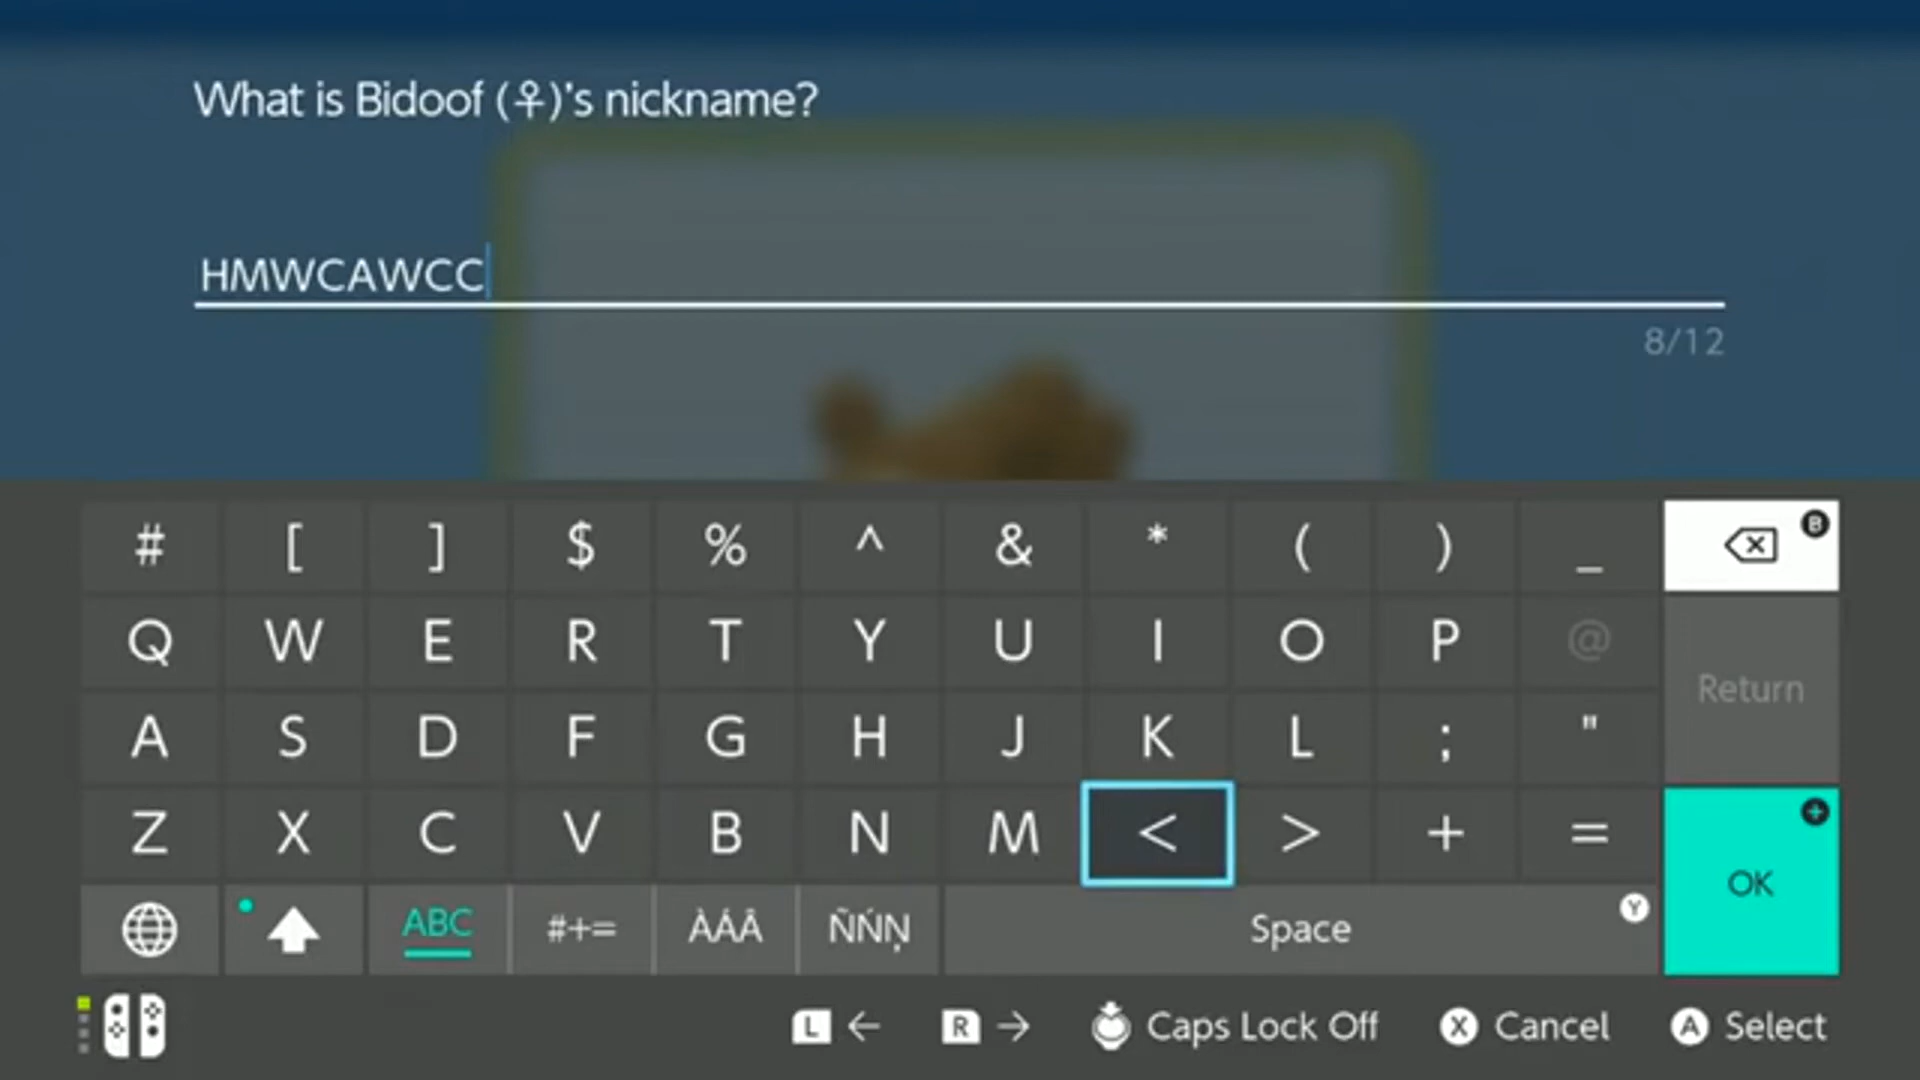 What is Bidoof (♀)'s nickname?
HMWCAWCC
8/12
# [ ] $ % ^ & * ( ) _ B
Q W E R T Y U I O P @
Return
A S D F G H J K L ; "
Z X C V B N M < > + =
OK
ABC #+= ÀÁÂ ÑŃŅ Space Y
L ← R → Caps Lock Off X Cancel A Select